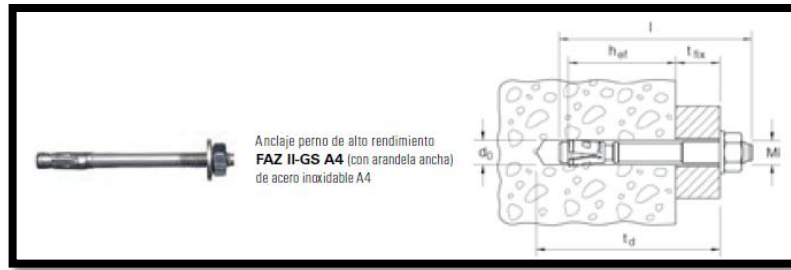 Anclaje perno de alto rendimiento
FAZ II-GS A4 (con arandela ancha)
de acero inoxidable A4
l
hef
tfix
d0
M
td